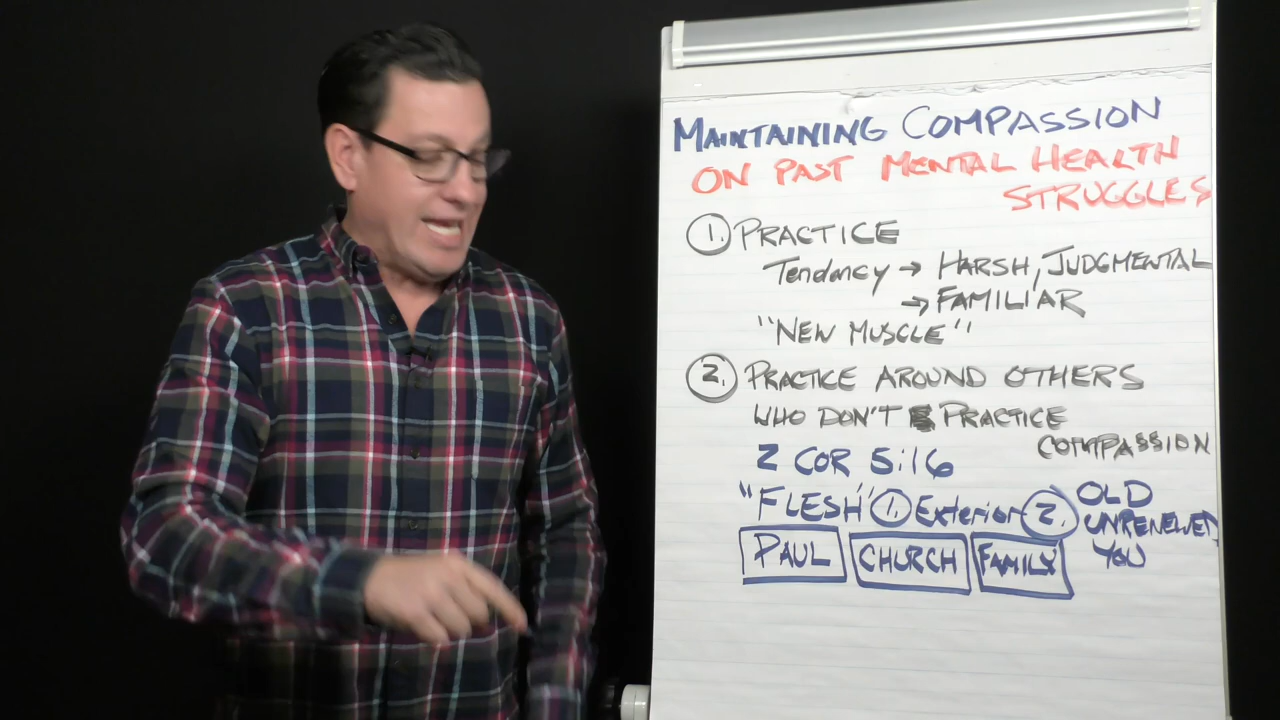 MAINTAINING COMPASSION
ON PAST MENTAL HEALTH
STRUGGLES
1. PRACTICE
Tendancy → HARSH, JUDGMENTAL
→ FAMILIAR
"NEW MUSCLE"
2. PRACTICE AROUND OTHERS
WHO DON'T PRACTICE
COMPASSION
2 COR 5:16
"FLESH" 1. Exterior 2. OLD
UNRENEWED
YOU
PAUL CHURCH FAMILY